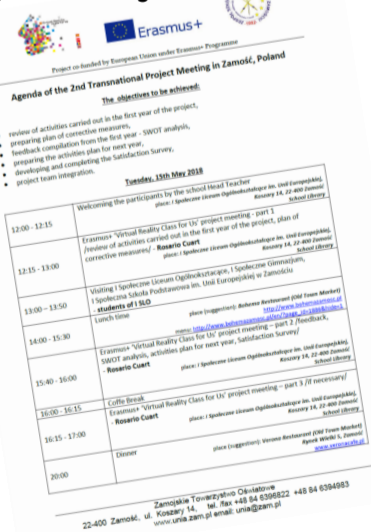 Erasmus+
Project co-funded by European Union under Erasmus+ Programme
Agenda of the 2nd Transnational Project Meeting in Zamość, Poland
The objectives to be achieved:
review of activities carried out in the first year of the project,
preparing plan of corrective measures,
feedback compilation from the first year - SWOT analysis,
preparing the activities plan for next year,
developing and completing the Satisfaction Survey,
project team integration.
Tuesday, 15th May 2018
12:00 - 12:15
Welcoming the participants by the school Head Teacher
place: I Społeczne Liceum Ogólnokształcące im. Unii Europejskiej,
Koszary 14, 22-400 Zamość
School Library
12:15 - 13:00
Erasmus+ 'Virtual Reality Class for Us' project meeting - part 1
/review of activities carried out in the first year of the project, plan of
corrective measures/ - Rosario Cuert
place: I Społeczne Liceum Ogólnokształcące im. Unii Europejskiej,
Koszary 14, 22-400 Zamość
School Library
13:00 – 13:50
Visiting I Społeczne Liceum Ogólnokształcące, I Społeczne Gimnazjum,
I Społeczna Szkoła Podstawowa im. Unii Europejskiej w Zamościu
- students of I SLO
14:00 - 15:30
Lunch time
place (suggestion): Bohema Restaurant (Old Town Market)
http://www.bohemazamosc.pl
menu:
15:40 - 16:00
Erasmus+ 'Virtual Reality Class for Us' project meeting – part 2 /feedback,
SWOT analysis, activities plan for next year, Satisfaction Survey/
- Rosario Cuert
place: I Społeczne Liceum Ogólnokształcące im. Unii Europejskiej,
Koszary 14, 22-400 Zamość
School Library
16:00 - 16:15
Coffe Break
16:15 - 17:00
Erasmus+ 'Virtual Reality Class for Us' project meeting – part 3 /if necessary/
- Rosario Cuert
place: I Społeczne Liceum Ogólnokształcące im. Unii Europejskiej,
Koszary 14, 22-400 Zamość
School Library
20:00
Dinner
place (suggestion): Verona Restaurant (Old Town Market)
Rynek Wielki 5, Zamość
Zamojskie Towarzystwo Oświatowe
22-400 Zamość, ul. Koszary 14, tel. /fax +48 84 6396822 +48 84 6394983
www.unia.zam.pl email: unia@zam.pl